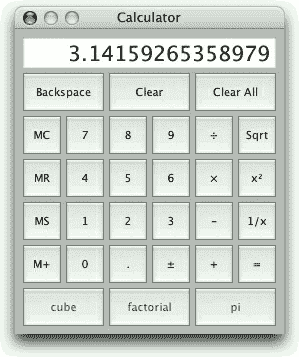 Calculator
3.14159265358979
Backspace Clear Clear All
MC 7 8 9 ÷ Sqrt
MR 4 5 6 × x²
MS 1 2 3 - 1/x
M+ 0 . ± + =
cube factorial pi